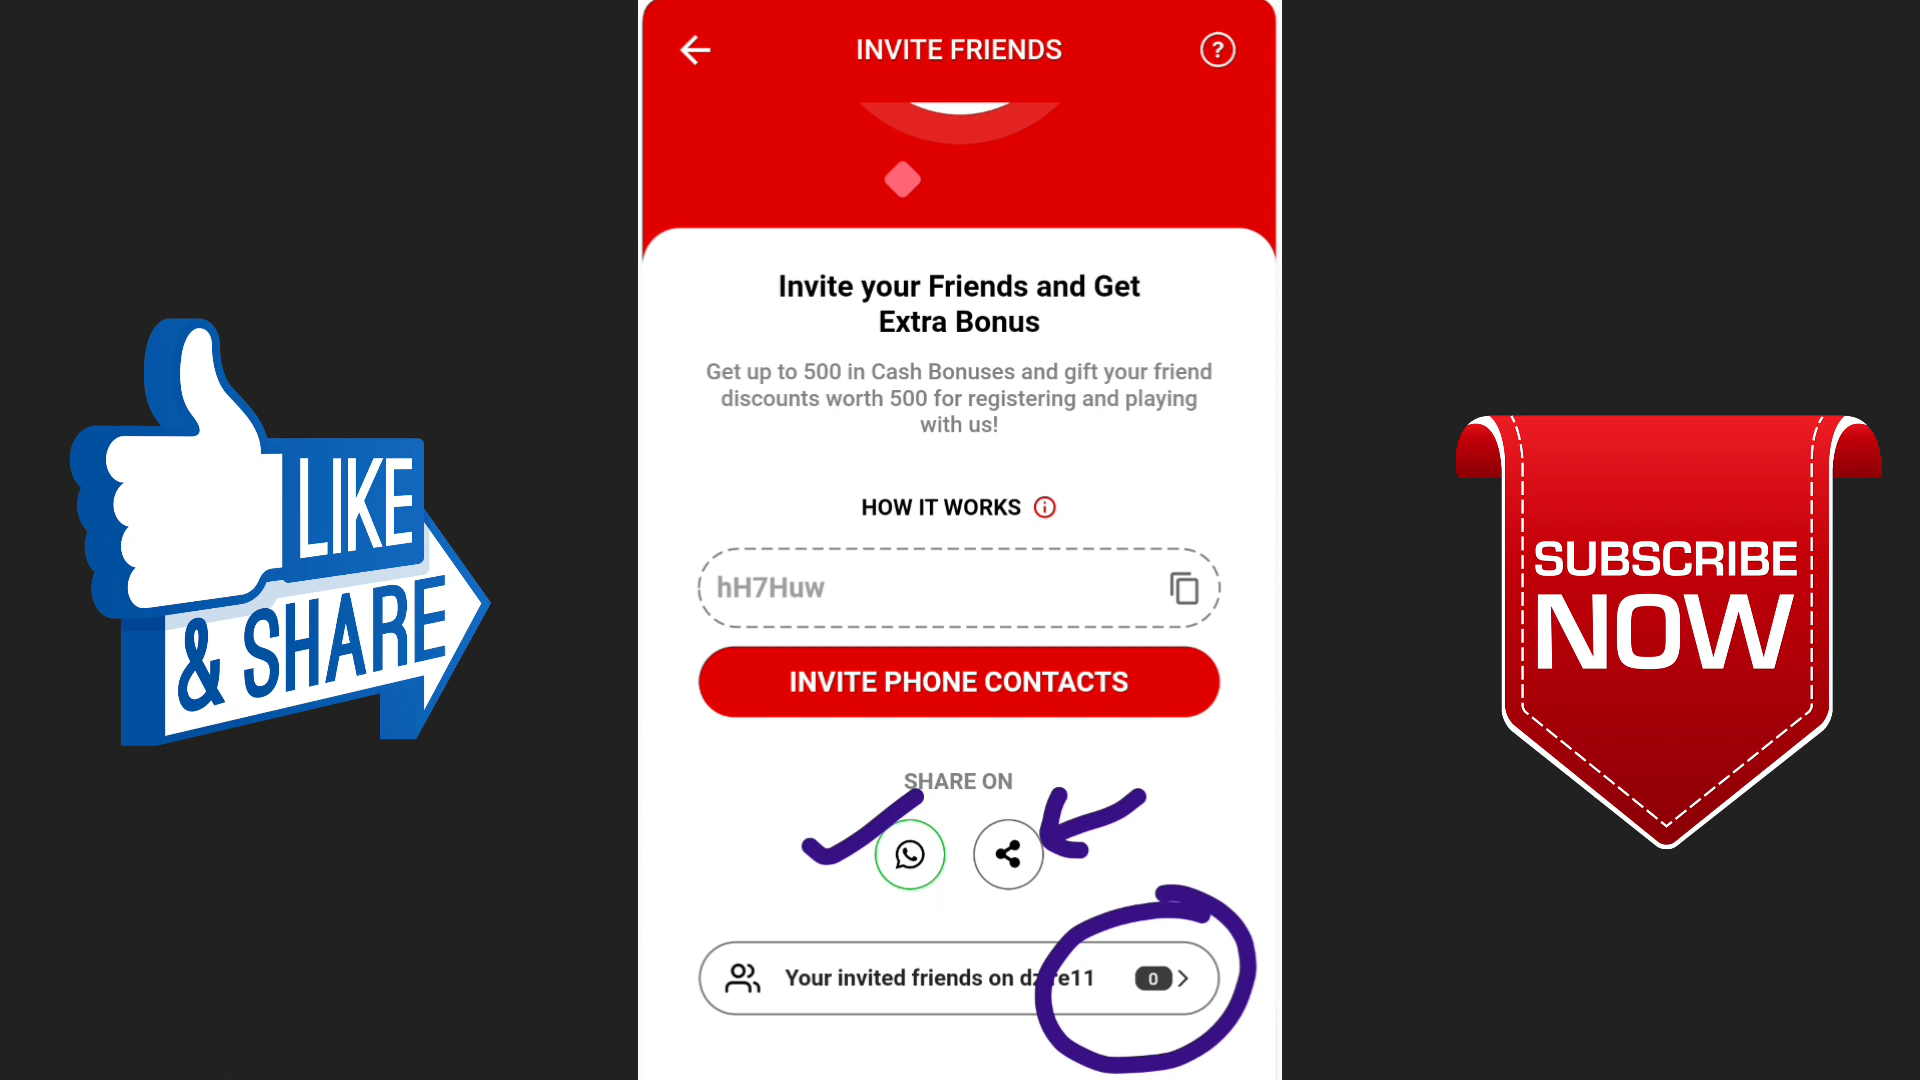 INVITE FRIENDS
?
Invite your Friends and Get
Extra Bonus
Get up to 500 in Cash Bonuses and gift your friend
discounts worth 500 for registering and playing
with us!
HOW IT WORKS
hH7Huw
INVITE PHONE CONTACTS
SHARE ON
Your invited friends on
0
LIKE
& SHARE
SUBSCRIBE
NOW